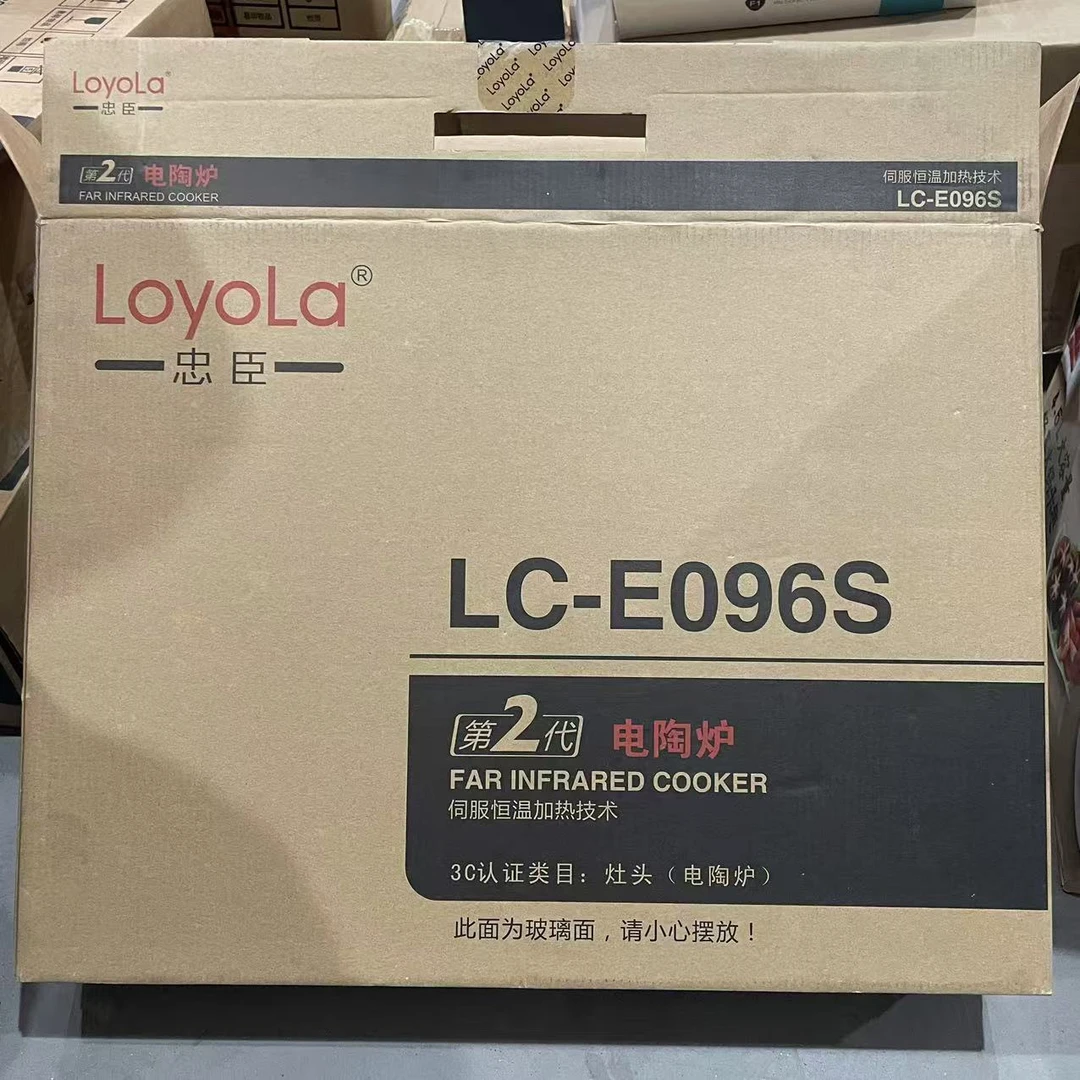 LoyoLa®
忠臣
LoyoLa
LoyoLa
LoyoLa
第2代 电陶炉
FAR INFRARED COOKER
伺服恒温加热技术
LC-E096S
LoyoLa®
忠臣
LC-E096S
第2代 电陶炉
FAR INFRARED COOKER
伺服恒温加热技术
3C认证类目：灶头（电陶炉）
此面为玻璃面，请小心摆放！